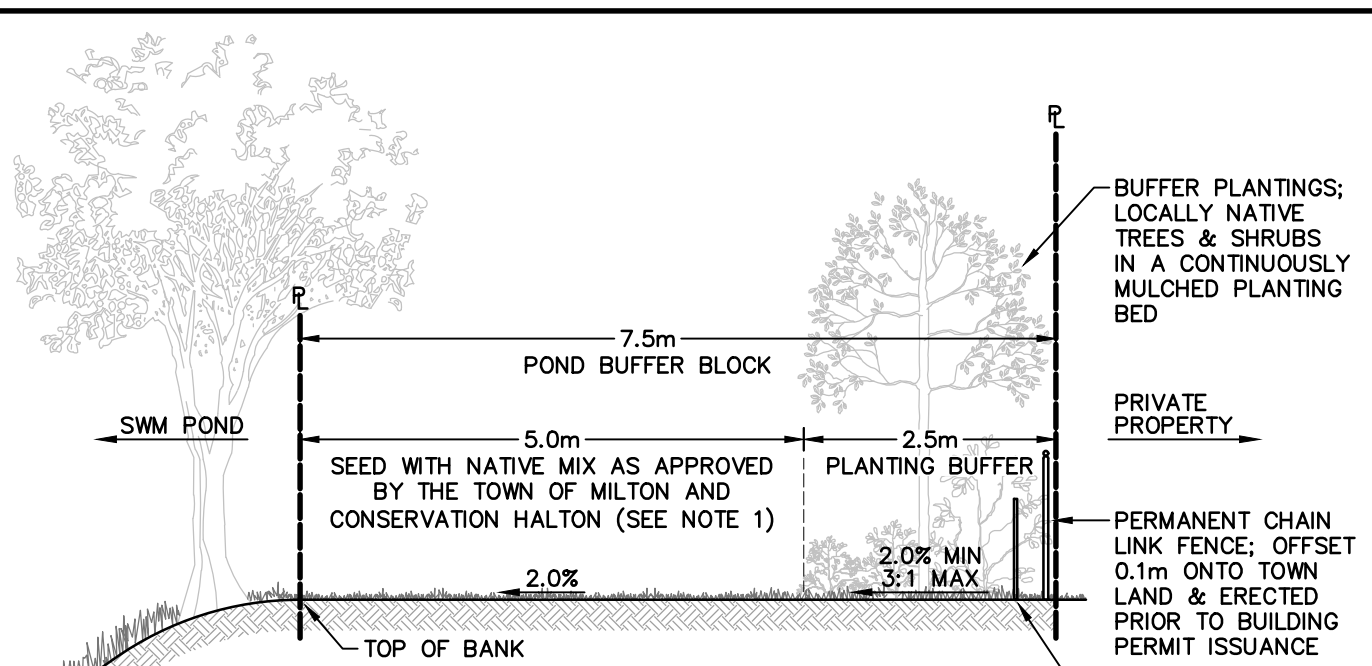 PL
BUFFER PLANTINGS;
LOCALLY NATIVE
TREES & SHRUBS
IN A CONTINUOUSLY
MULCHED PLANTING
BED
PL
7.5m
POND BUFFER BLOCK
SWM POND
PRIVATE
PROPERTY
5.0m
2.5m
SEED WITH NATIVE MIX AS APPROVED
BY THE TOWN OF MILTON AND
CONSERVATION HALTON (SEE NOTE 1)
PLANTING BUFFER
PERMANENT CHAIN
LINK FENCE; OFFSET
0.1m ONTO TOWN
LAND & ERECTED
PRIOR TO BUILDING
PERMIT ISSUANCE
2.0%
2.0% MIN
3:1 MAX
TOP OF BANK